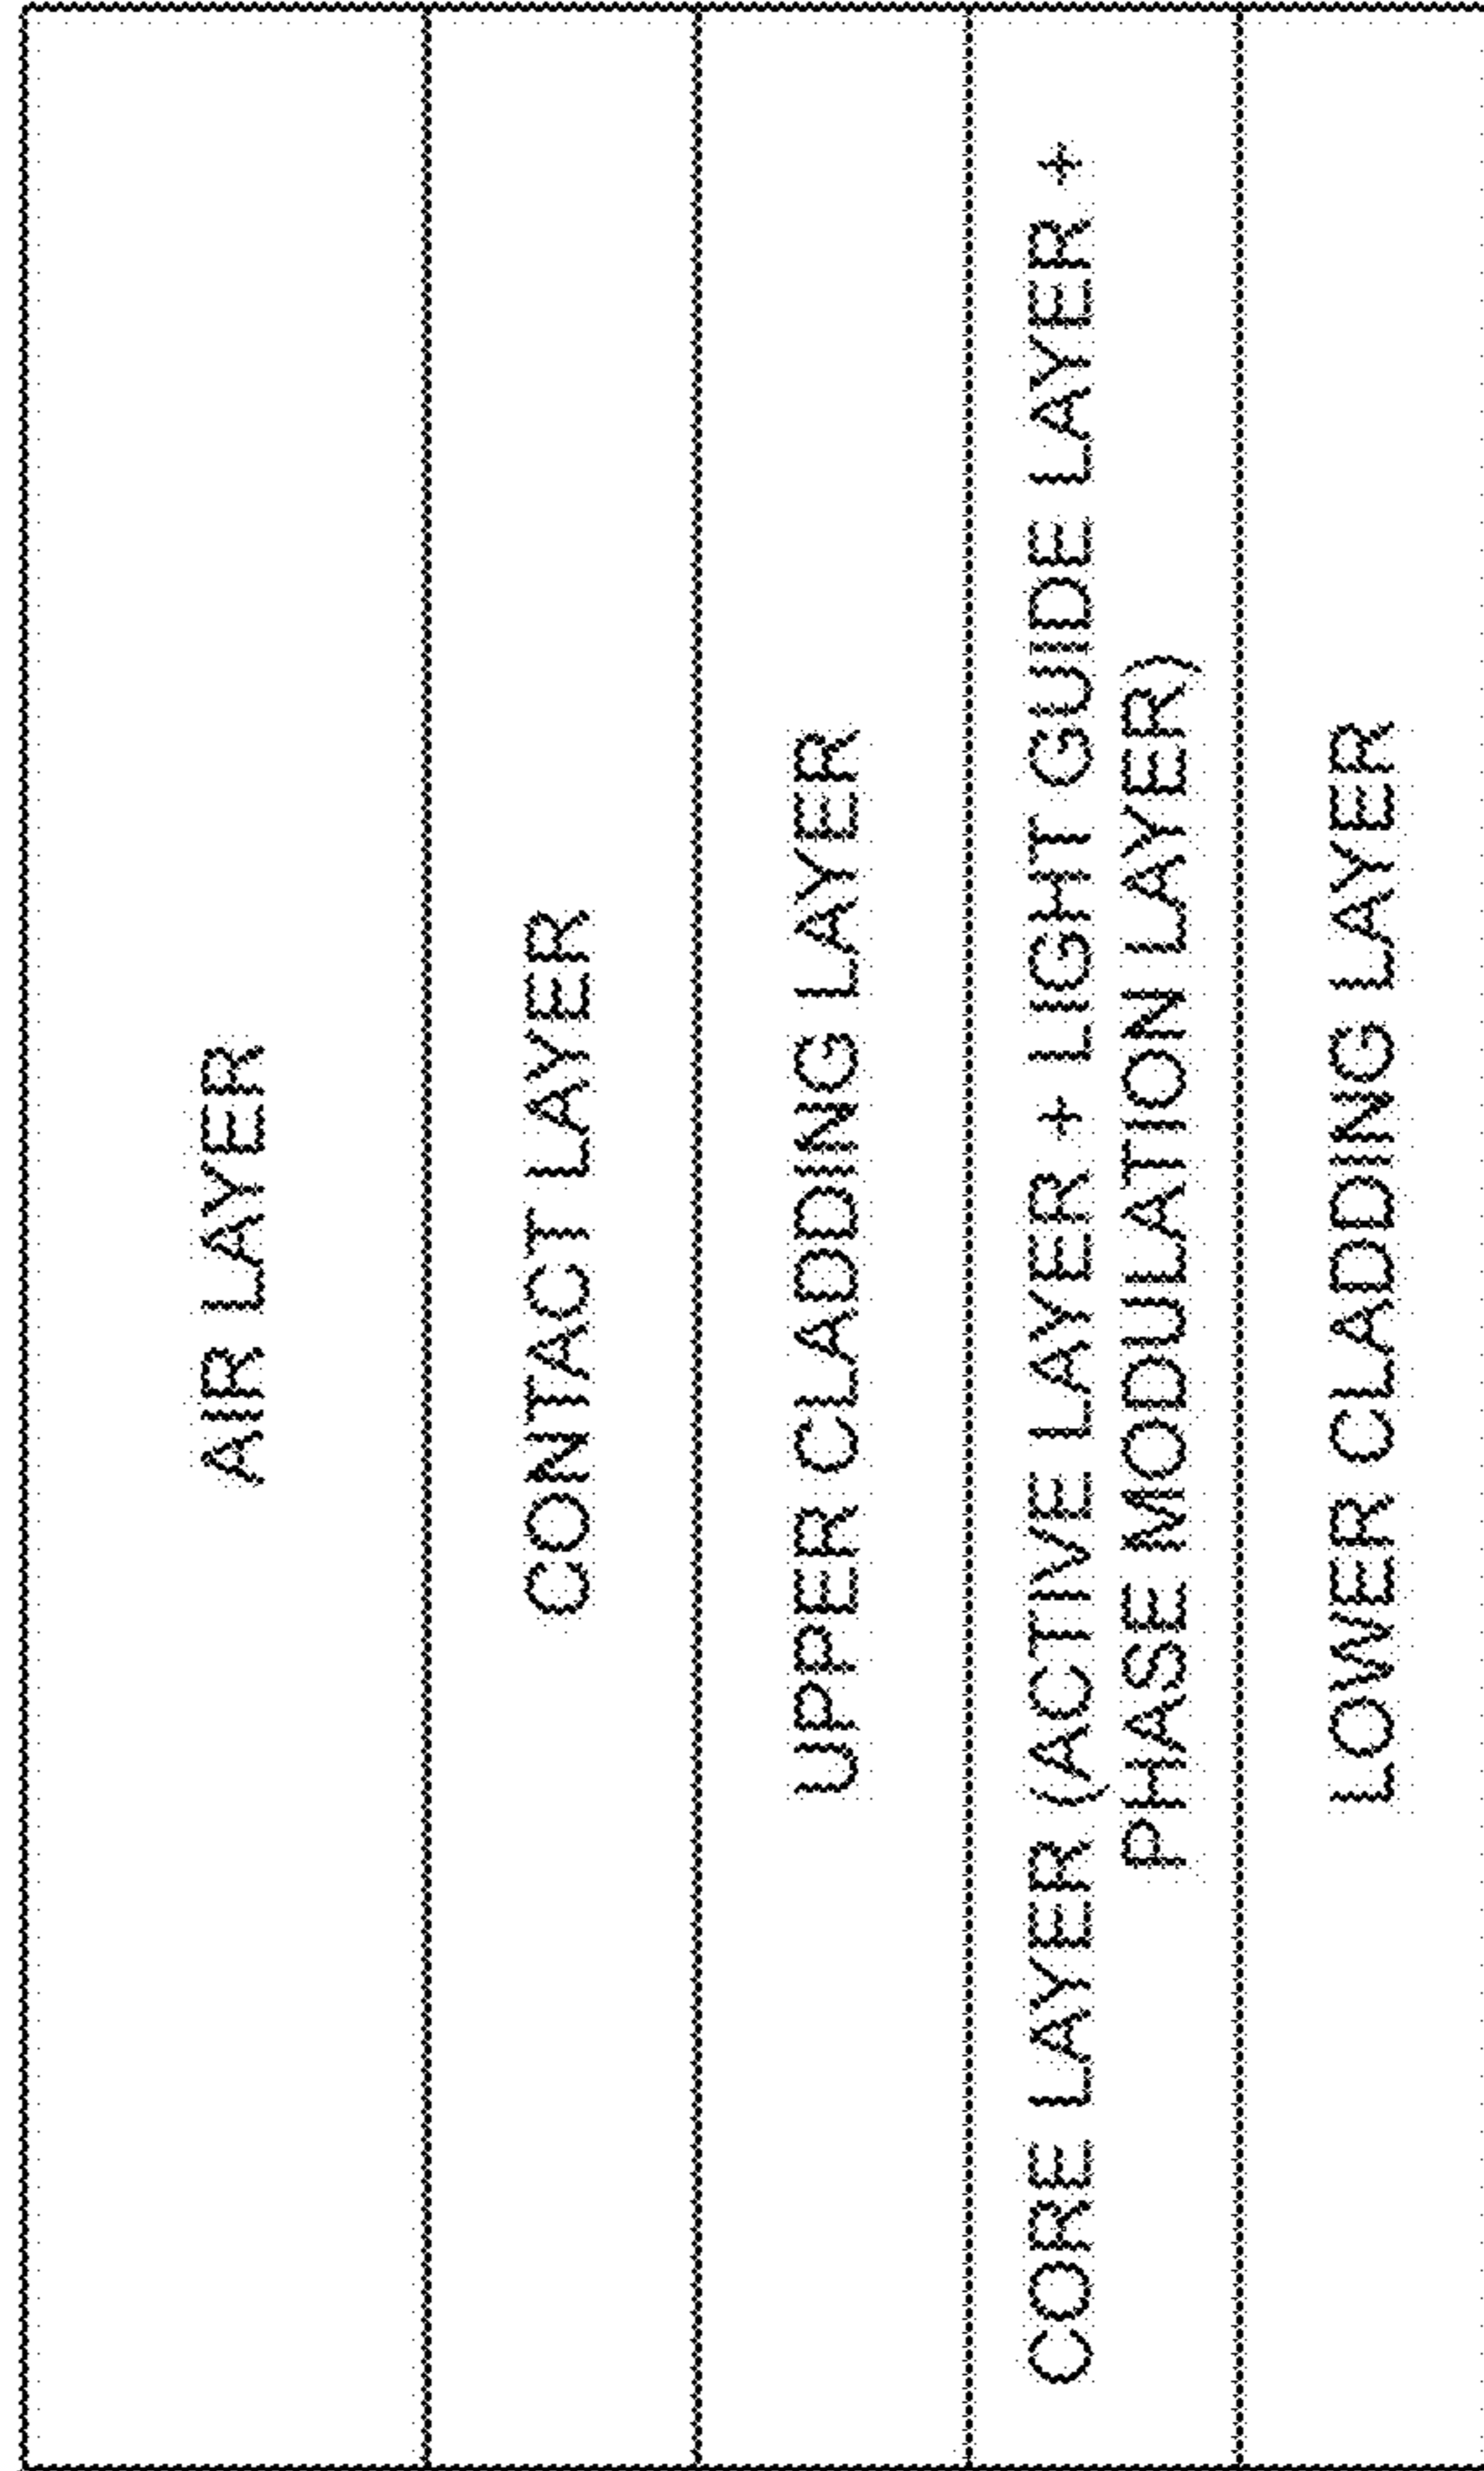 AIR LAYER
CONTACT LAYER
UPPER CLADDING LAYER
CORE LAYER (ACTIVE LAYER + LIGHT GUIDE LAYER +
PHASE MODULATION LAYER)
LOWER CLADDING LAYER